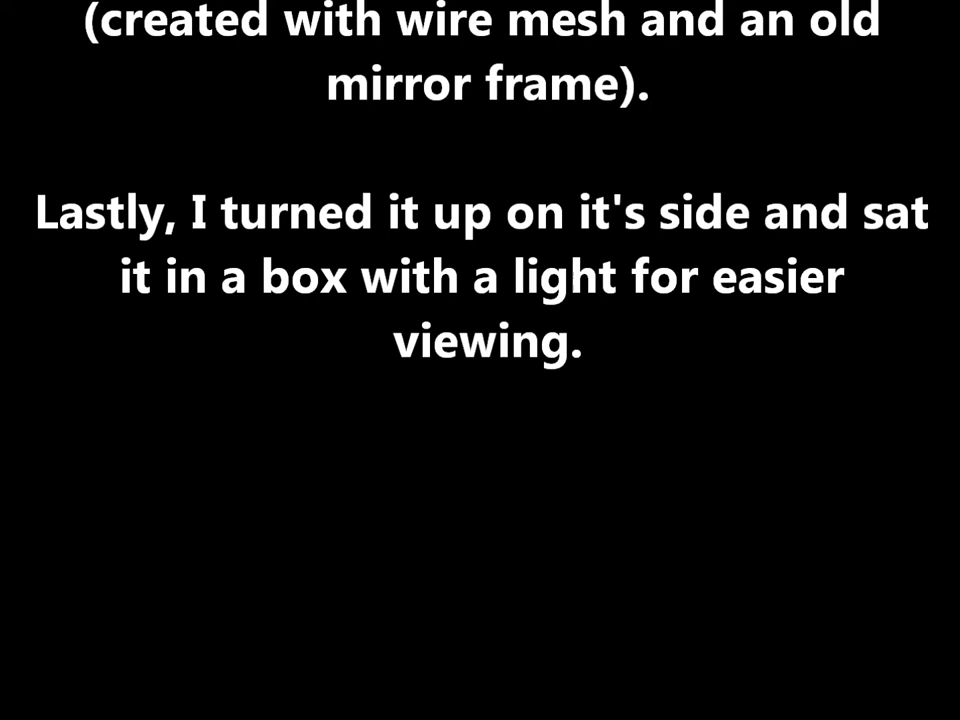 (created with wire mesh and an old
mirror frame).
Lastly, I turned it up on it's side and sat
it in a box with a light for easier
viewing.